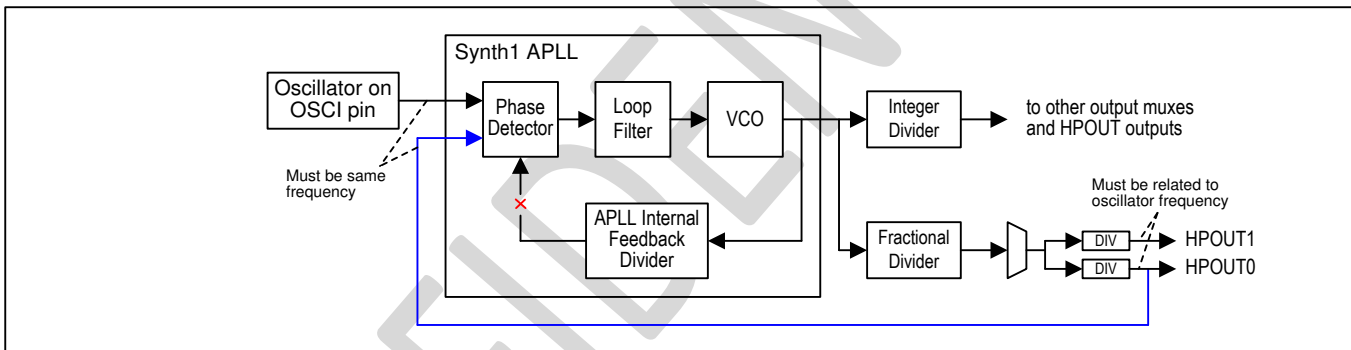 Synth1 APLL
Oscillator on
OSCI pin
Phase
Detector
Loop
Filter
VCO
Integer
Divider
to other output muxes
and HPOUT outputs
Must be same
frequency
Must be related to
oscillator frequency
APLL Internal
Feedback
Divider
Fractional
Divider
DIV
HPOUT1
DIV
HPOUT0